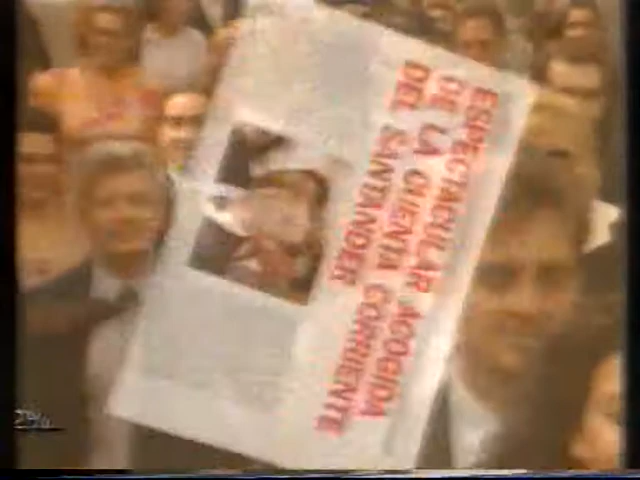 ESPECTACULAR ACOGIDA
DE LA CUENTA CORRIENTE
DEL SANTANDER